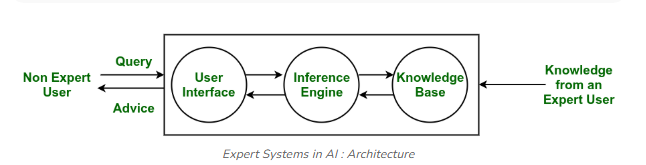 Non Expert
User
Query
Advice
User
Interface
Inference
Engine
Knowledge
Base
Knowledge
from an
Expert User
Expert Systems in AI : Architecture